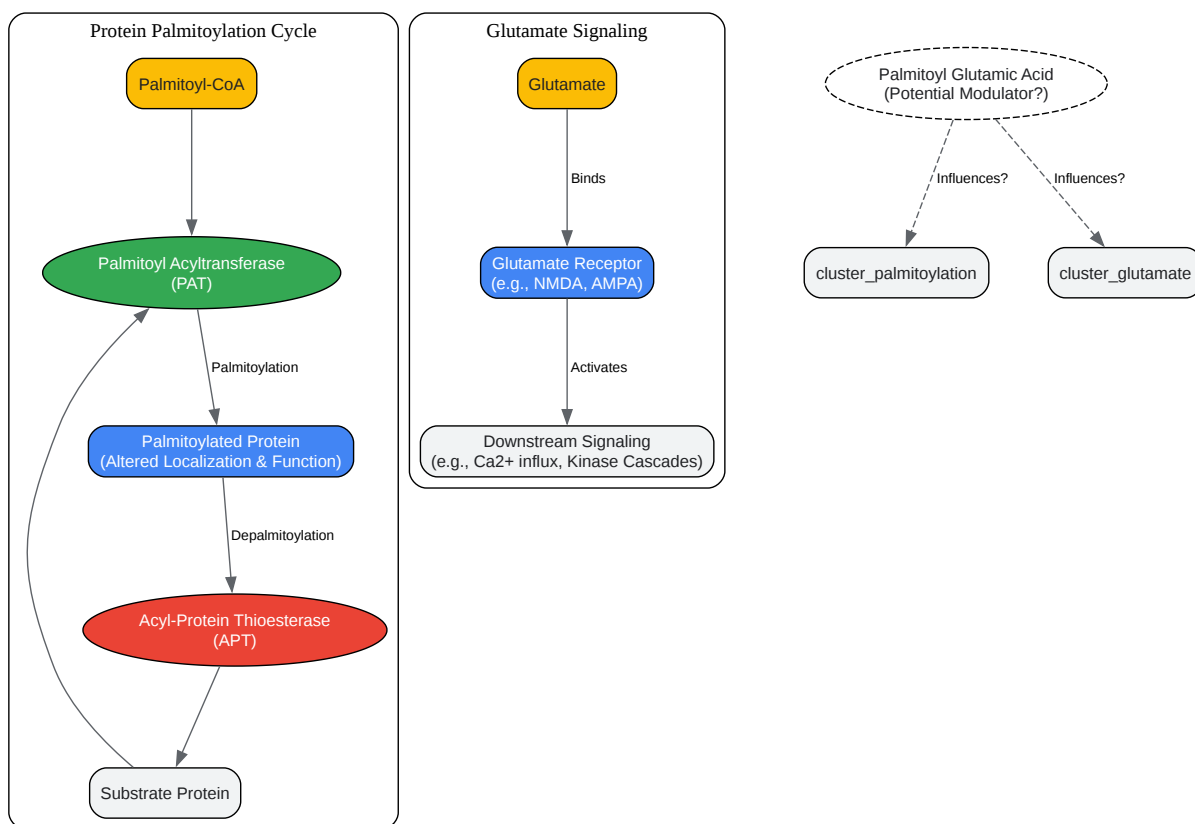 Protein Palmitoylation Cycle
Palmitoyl-CoA
Palmitoyl Acyltransferase
(PAT)
Palmitoylation
Palmitoylated Protein
(Altered Localization & Function)
Depalmitoylation
Acyl-Protein Thioesterase
(APT)
Substrate Protein
Glutamate Signaling
Glutamate
Binds
Glutamate Receptor
(e.g., NMDA, AMPA)
Activates
Downstream Signaling
(e.g., Ca2+ influx, Kinase Cascades)
Palmitoyl Glutamic Acid
(Potential Modulator?)
Influences?
Influences?
cluster_palmitoylation
cluster_glutamate